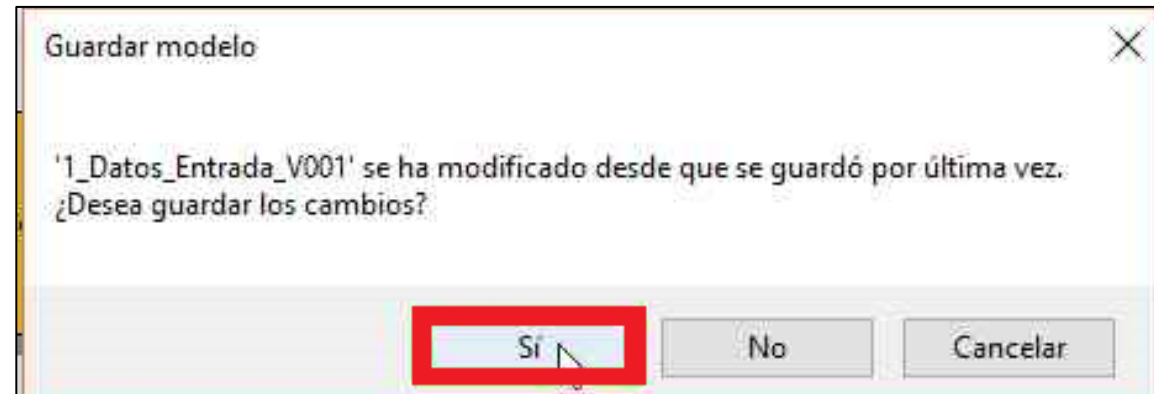 Guardar modelo
'1_Datos_Entrada_V001' se ha modificado desde que se guardó por última vez.
¿Desea guardar los cambios?
Sí
No
Cancelar